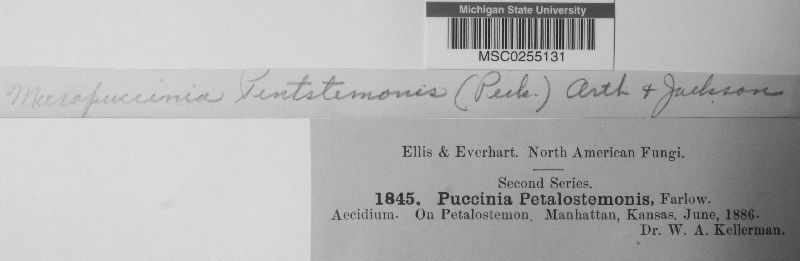 Michigan State University
MSC0255131
Micropuccinia Pentstemonis (Peck.) Arth & Jackson
Ellis & Everhart. North American Fungi.
Second Series.
1845. Puccinia Petalostemonis, Farlow.
Aecidium. On Petalostemon. Manhattan, Kansas. June, 1886.
Dr. W. A. Kellerman.